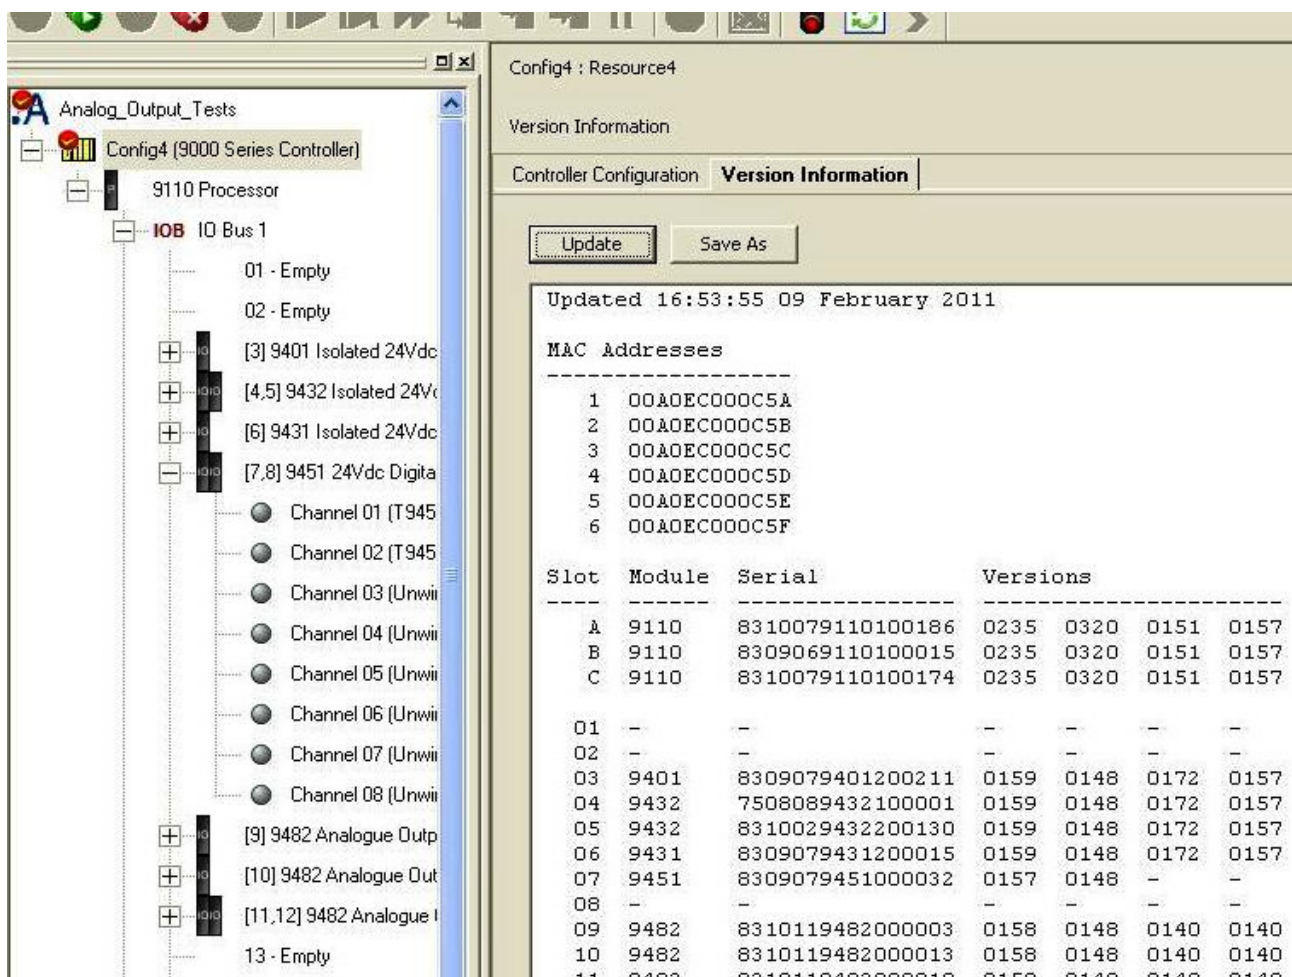 Analog_Output_Tests
Config4 (9000 Series Controller)
9110 Processor
IOB IO Bus 1
01 - Empty
02 - Empty
[3] 9401 Isolated 24Vdc
[4,5] 9432 Isolated 24V
[6] 9431 Isolated 24Vdc
[7,8] 9451 24Vdc Digita
Channel 01 (T945
Channel 02 (T945
Channel 03 (Unwi
Channel 04 (Unwi
Channel 05 (Unwi
Channel 06 (Unwi
Channel 07 (Unwi
Channel 08 (Unwi
[9] 9482 Analogue Outp
[10] 9482 Analogue Out
[11,12] 9482 Analogue
13 - Empty
Config4 : Resource4
Version Information
Controller Configuration Version Information
Update Save As
Updated 16:53:55 09 February 2011
MAC Addresses
-------------------
1 00A0EC000C5A
2 00A0EC000C5B
3 00A0EC000C5C
4 00A0EC000C5D
5 00A0EC000C5E
6 00A0EC000C5F
Slot Module Serial Versions
---- ------ ---------------- ----------------------
A 9110 8310079110100186 0235 0320 0151 0157
B 9110 8309069110100015 0235 0320 0151 0157
C 9110 8310079110100174 0235 0320 0151 0157
01 - - - - - -
02 - - - - - -
03 9401 8309079401200211 0159 0148 0172 0157
04 9432 7508089432100001 0159 0148 0172 0157
05 9432 8310029432200130 0159 0148 0172 0157
06 9431 8309079431200015 0159 0148 0172 0157
07 9451 8309079451000032 0157 0148 - -
08 - - - - - -
09 9482 8310119482000003 0158 0148 0140 0140
10 9482 8310119482000013 0158 0148 0140 0140